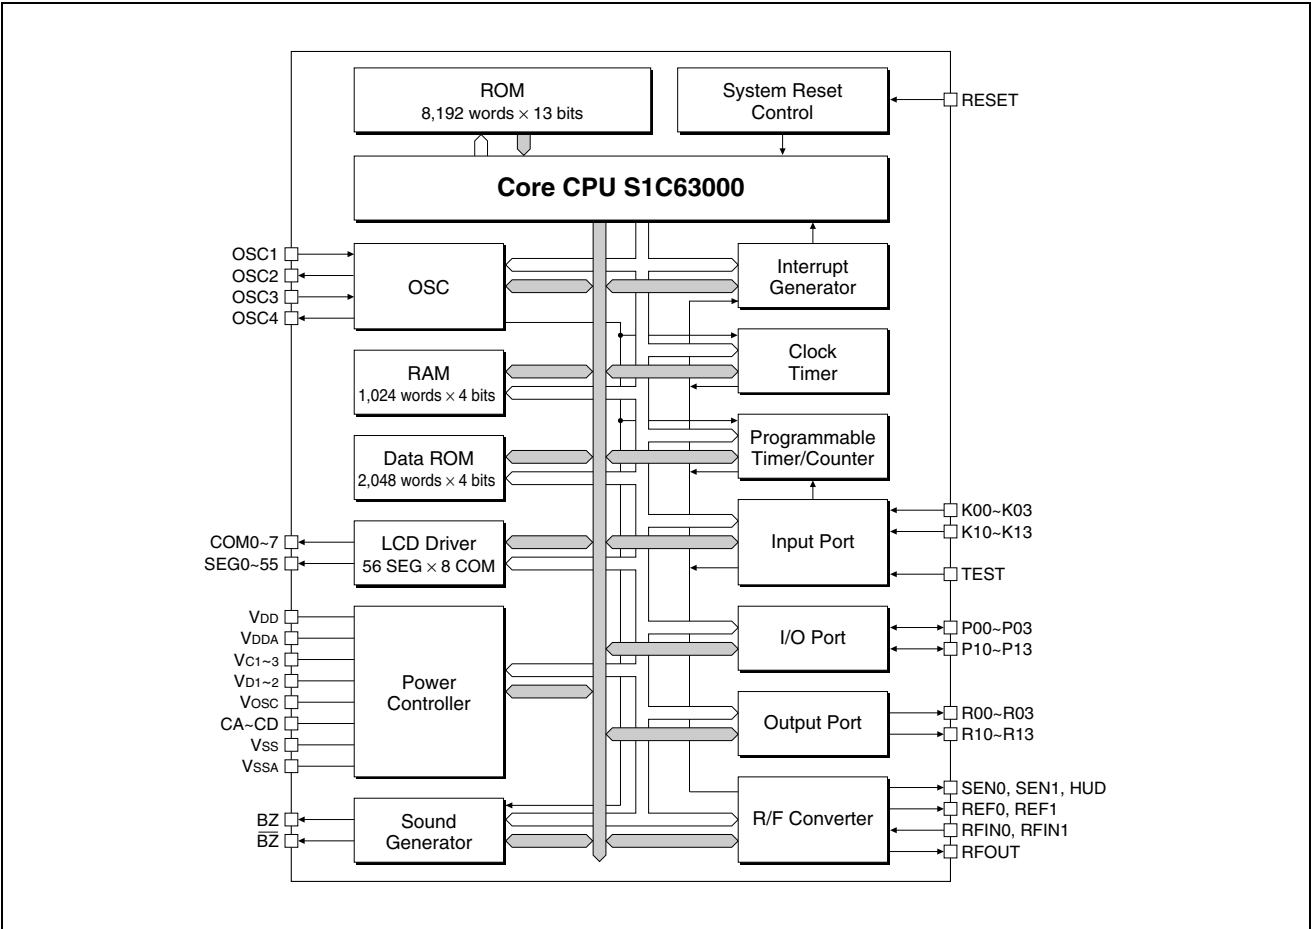 ROM
8,192 words × 13 bits
System Reset
Control
RESET
Core CPU S1C63000
OSC1
OSC2
OSC3
OSC4
OSC
Interrupt
Generator
RAM
1,024 words × 4 bits
Clock
Timer
Data ROM
2,048 words × 4 bits
Programmable
Timer/Counter
COM0~7
SEG0~55
LCD Driver
56 SEG × 8 COM
Input Port
K00~K03
K10~K13
TEST
VDD
VDDA
VC1~3
VD1~2
VOSC
CA~CD
VSS
VSSA
Power
Controller
I/O Port
P00~P03
P10~P13
Output Port
R00~R03
R10~R13
BZ
B̅Z̅
Sound
Generator
R/F Converter
SEN0, SEN1, HUD
REF0, REF1
RFIN0, RFIN1
RFOUT